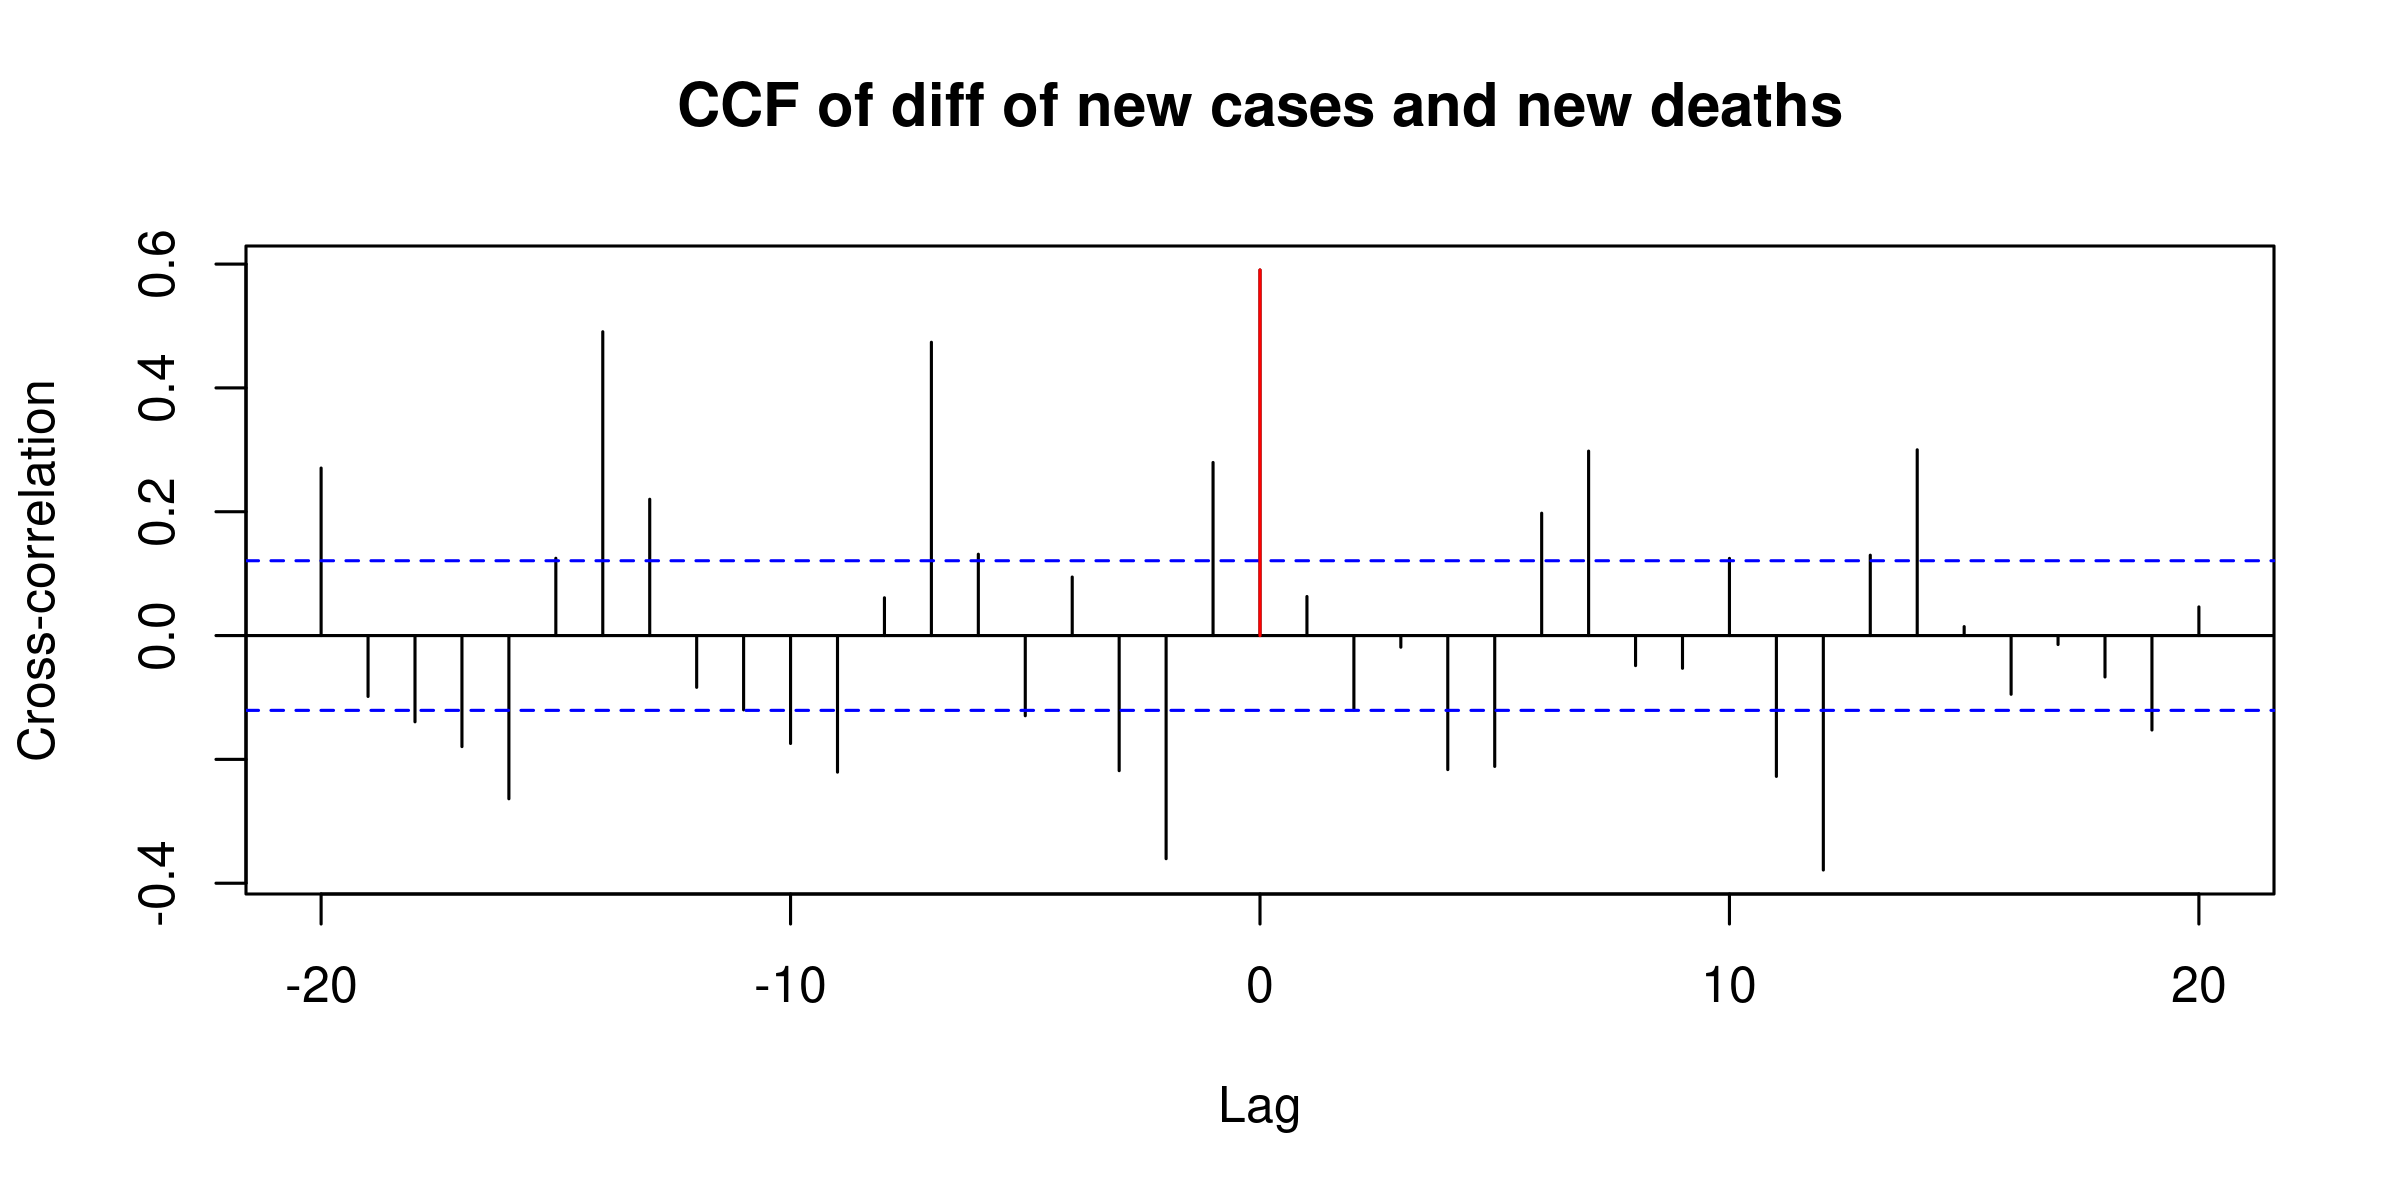 CCF of diff of new cases and new deaths
Cross-correlation
0.6
0.4
0.2
0.0
-0.4
-20 -10 0 10 20
Lag